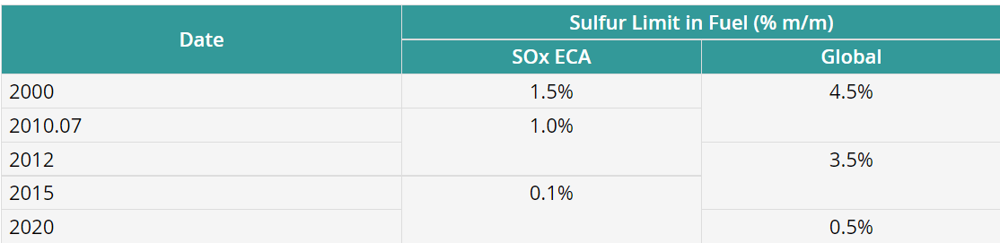 Date
Sulfur Limit in Fuel (% m/m)
SOx ECA
Global
2000 1.5% 4.5%
2010.07 1.0%
2012 3.5%
2015 0.1%
2020 0.5%